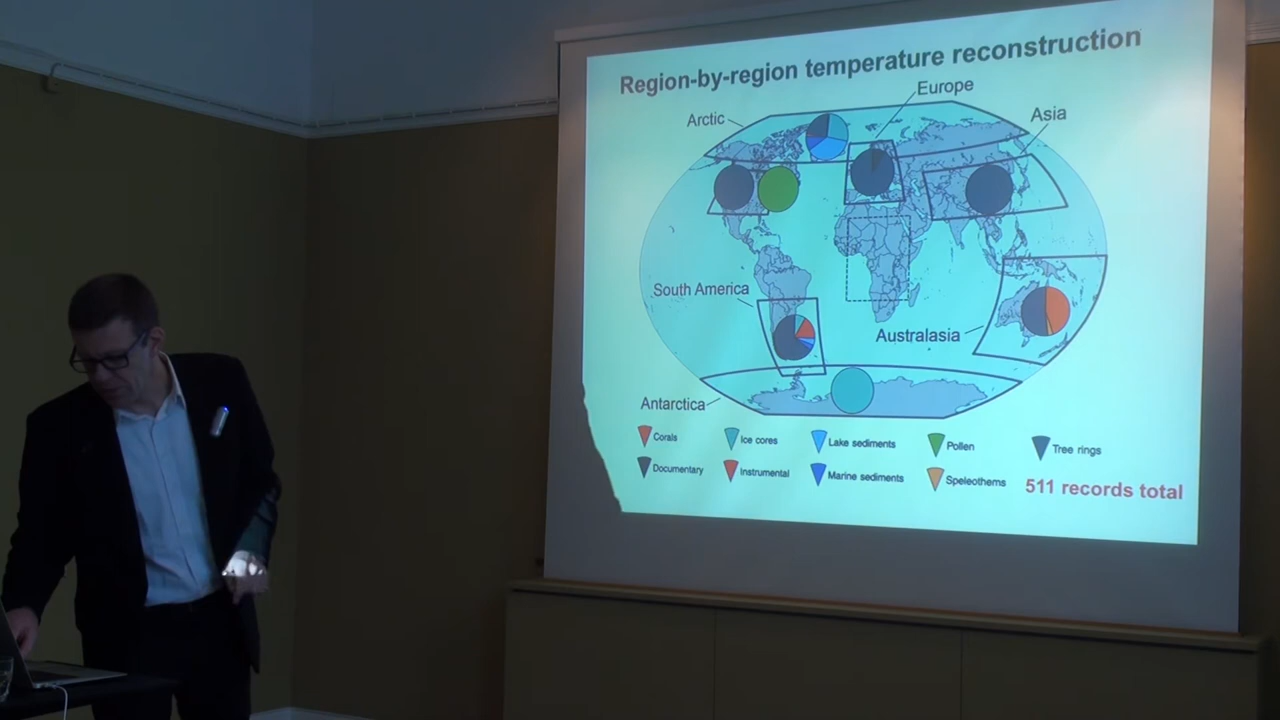 Region-by-region temperature reconstruction
Europe
Arctic
Asia
South America
Australasia
Antarctica
Corals
Ice cores
Lake sediments
Pollen
Tree rings
Documentary
Instrumental
Marine sediments
Speleothems
511 records total